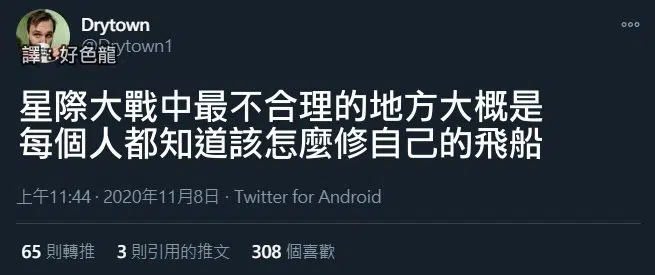 Drytown
@Drytown1
譯：好色龍
星際大戰中最不合理的地方大概是
每個人都知道該怎麼修自己的飛船
上午11:44 · 2020年11月8日 · Twitter for Android
65 則轉推 3 則引用的推文 308 個喜歡